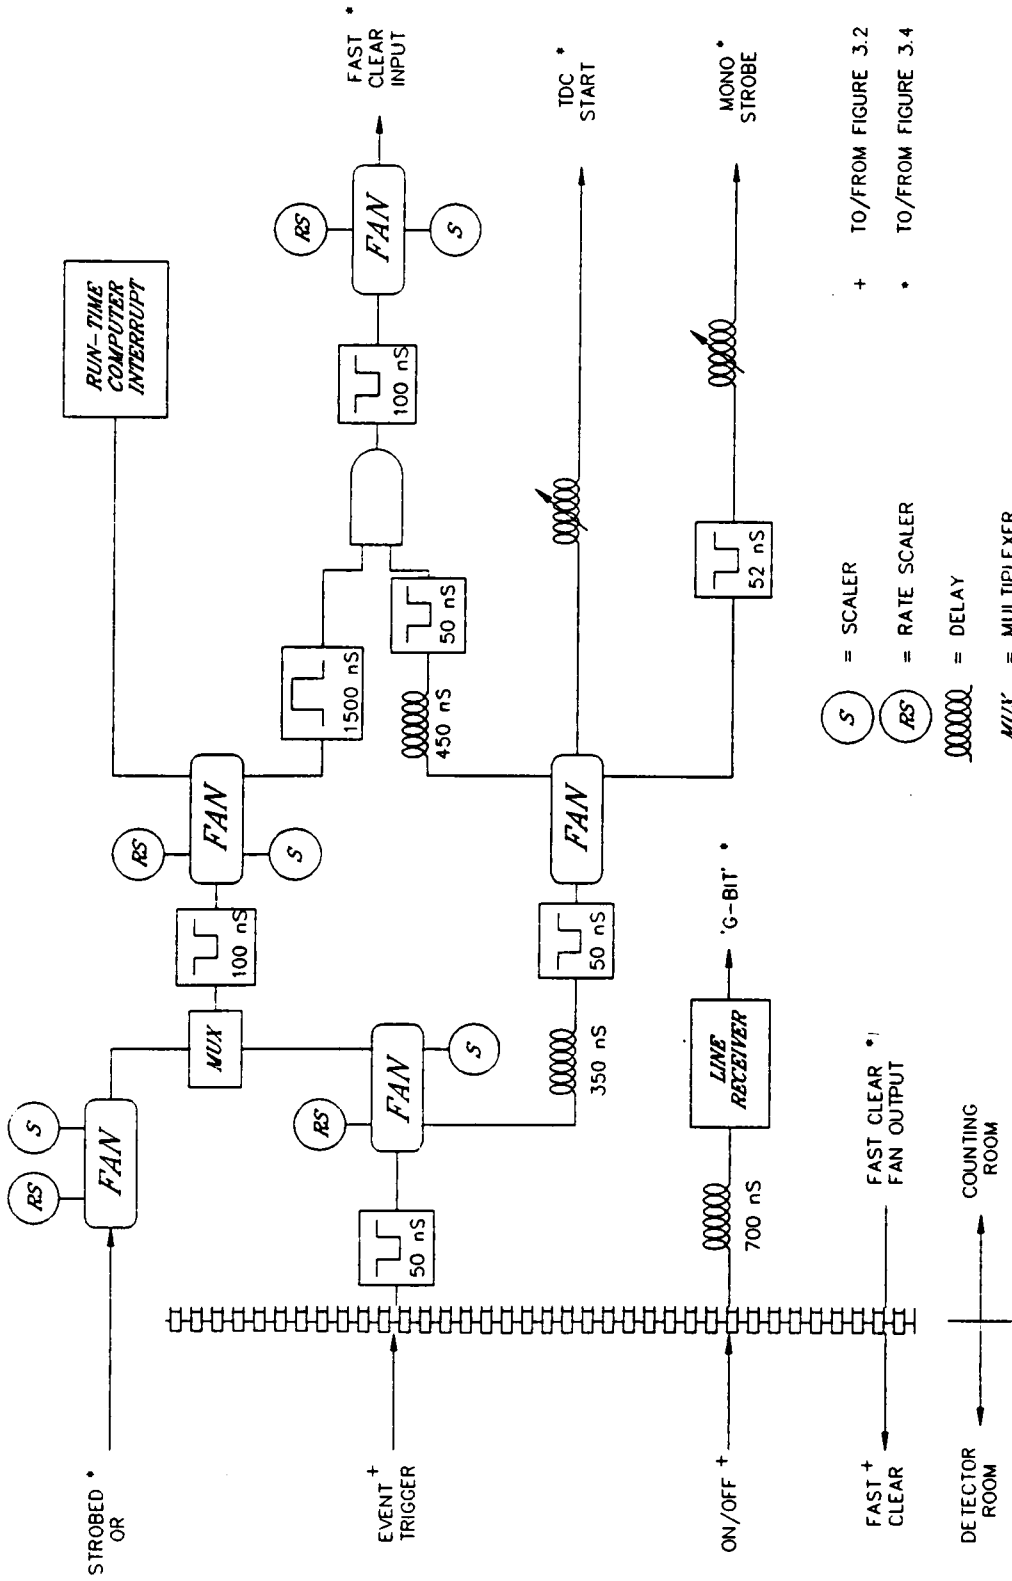 STROBED *
OR
RS
S
FAN
MUX
100 nS
RS
S
FAN
RUN-TIME
COMPUTER
INTERRUPT
1500 nS
450 nS
50 nS
100 nS
RS
S
FAN
FAST *
CLEAR
INPUT
EVENT +
TRIGGER
50 nS
RS
S
FAN
350 nS
50 nS
FAN
TDC *
START
52 nS
MONO *
STROBE
ON/OFF +
700 nS
LINE
RECEIVER
'G-BIT' *
FAST +
CLEAR
FAST CLEAR *
FAN OUTPUT
DETECTOR
ROOM
COUNTING
ROOM
S = SCALER
RS = RATE SCALER
= DELAY
MUX = MULTIPLEXER
+ TO/FROM FIGURE 3.2
* TO/FROM FIGURE 3.4